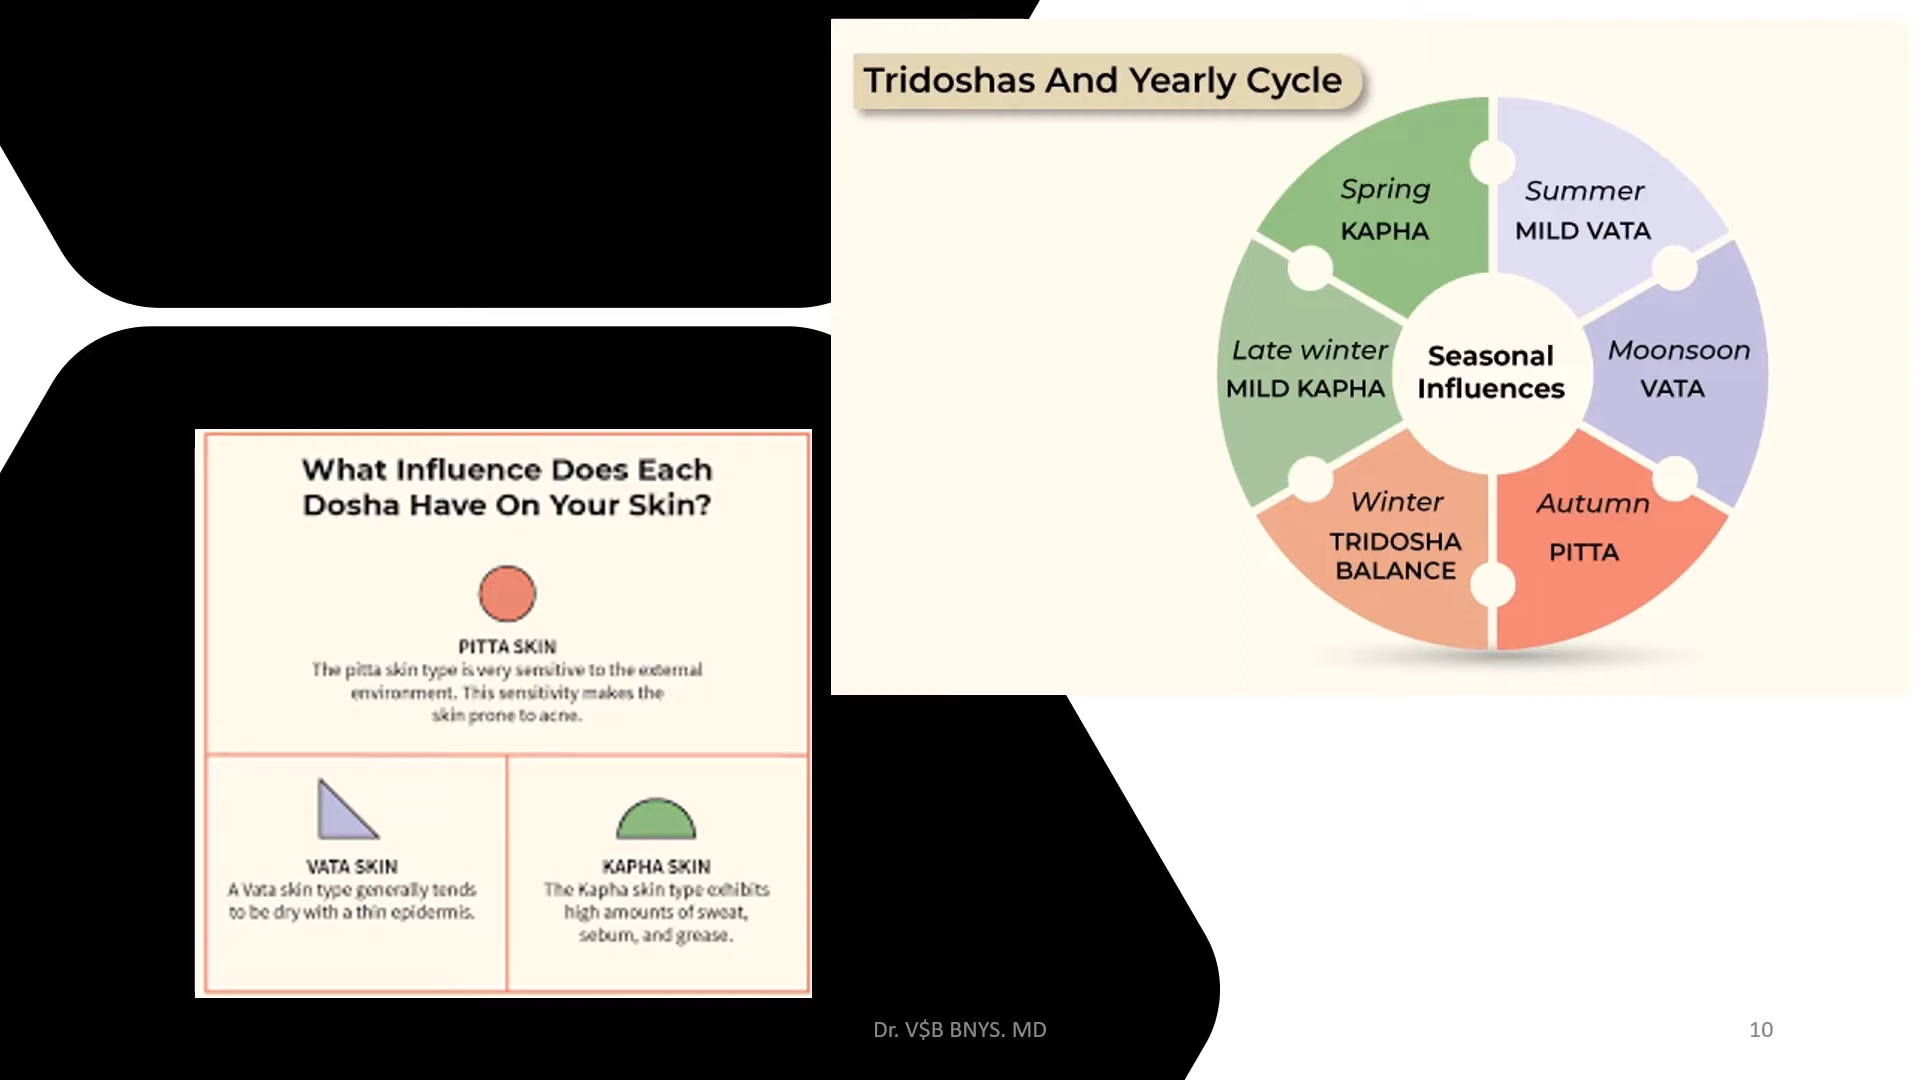 Tridoshas And Yearly Cycle
Spring
KAPHA
Summer
MILD VATA
Late winter
MILD KAPHA
Seasonal
Influences
Moonsoon
VATA
Winter
TRIDOSHA
BALANCE
Autumn
PITTA
What Influence Does Each
Dosha Have On Your Skin?
PITTA SKIN
The pitta skin type is very sensitive to the external
environment. This sensitivity makes the
skin prone to acne.
VATA SKIN
A Vata skin type generally tends
to be dry with a thin epidermis.
KAPHA SKIN
The Kapha skin type exhibits
high amounts of sweat,
sebum, and grease.
Dr. V$B BNYS. MD
10